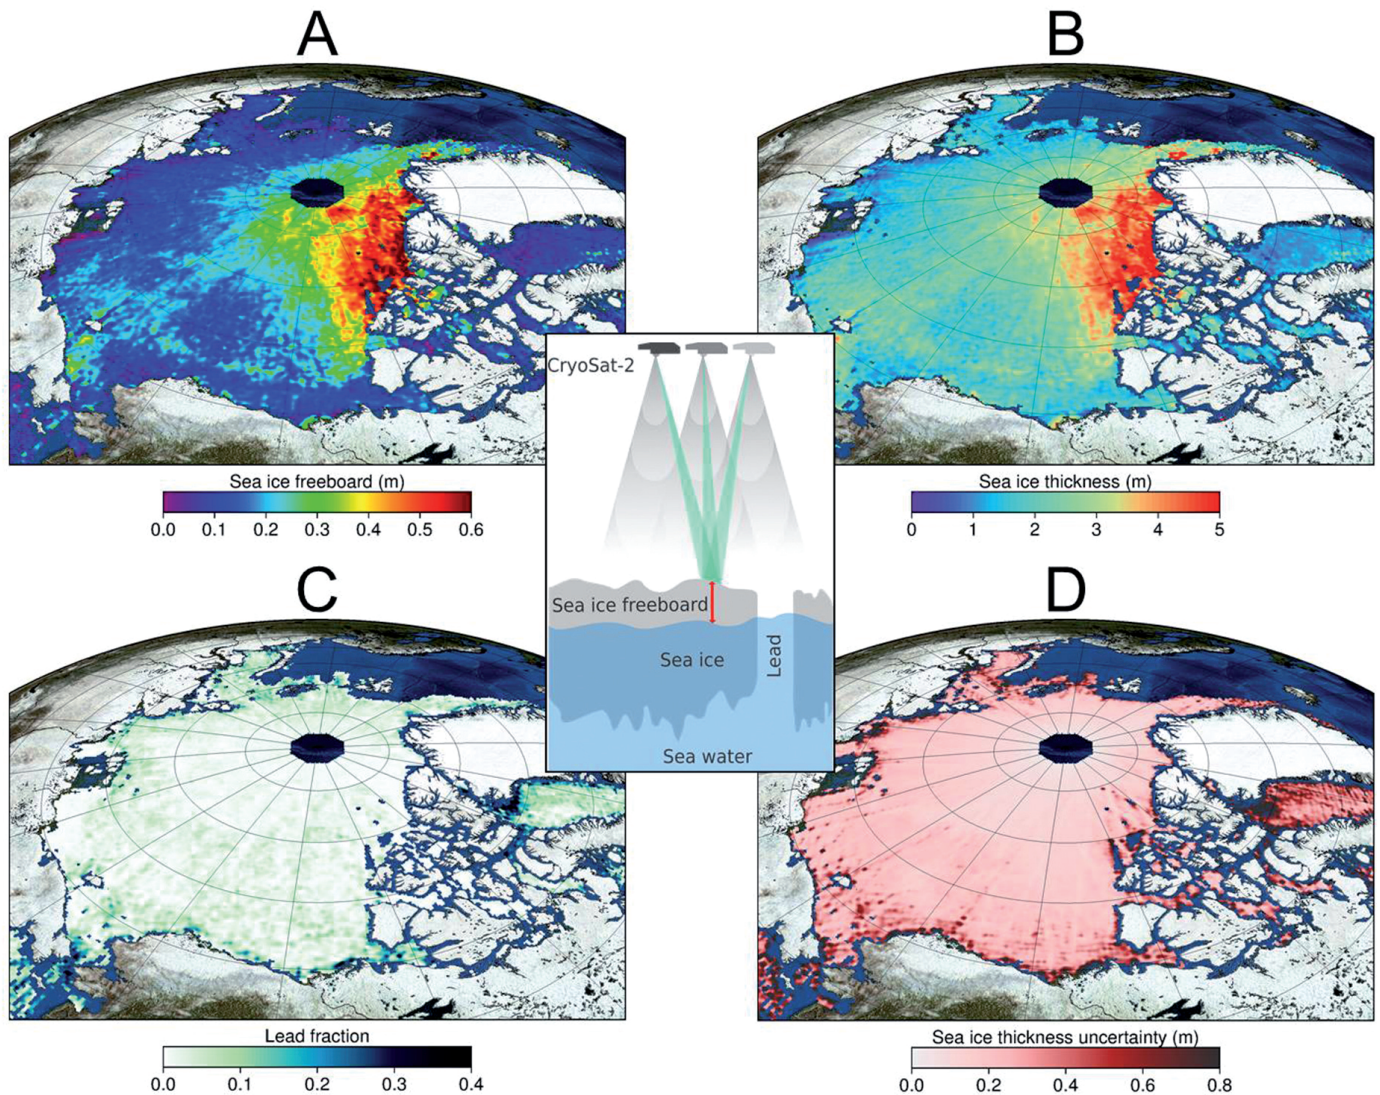 A
B
Sea ice freeboard (m)
0.0 0.1 0.2 0.3 0.4 0.5 0.6
Sea ice thickness (m)
0 1 2 3 4 5
CryoSat-2
Sea ice freeboard
Sea ice
Lead
Sea water
C
D
Lead fraction
0.0 0.1 0.2 0.3 0.4
Sea ice thickness uncertainty (m)
0.0 0.2 0.4 0.6 0.8